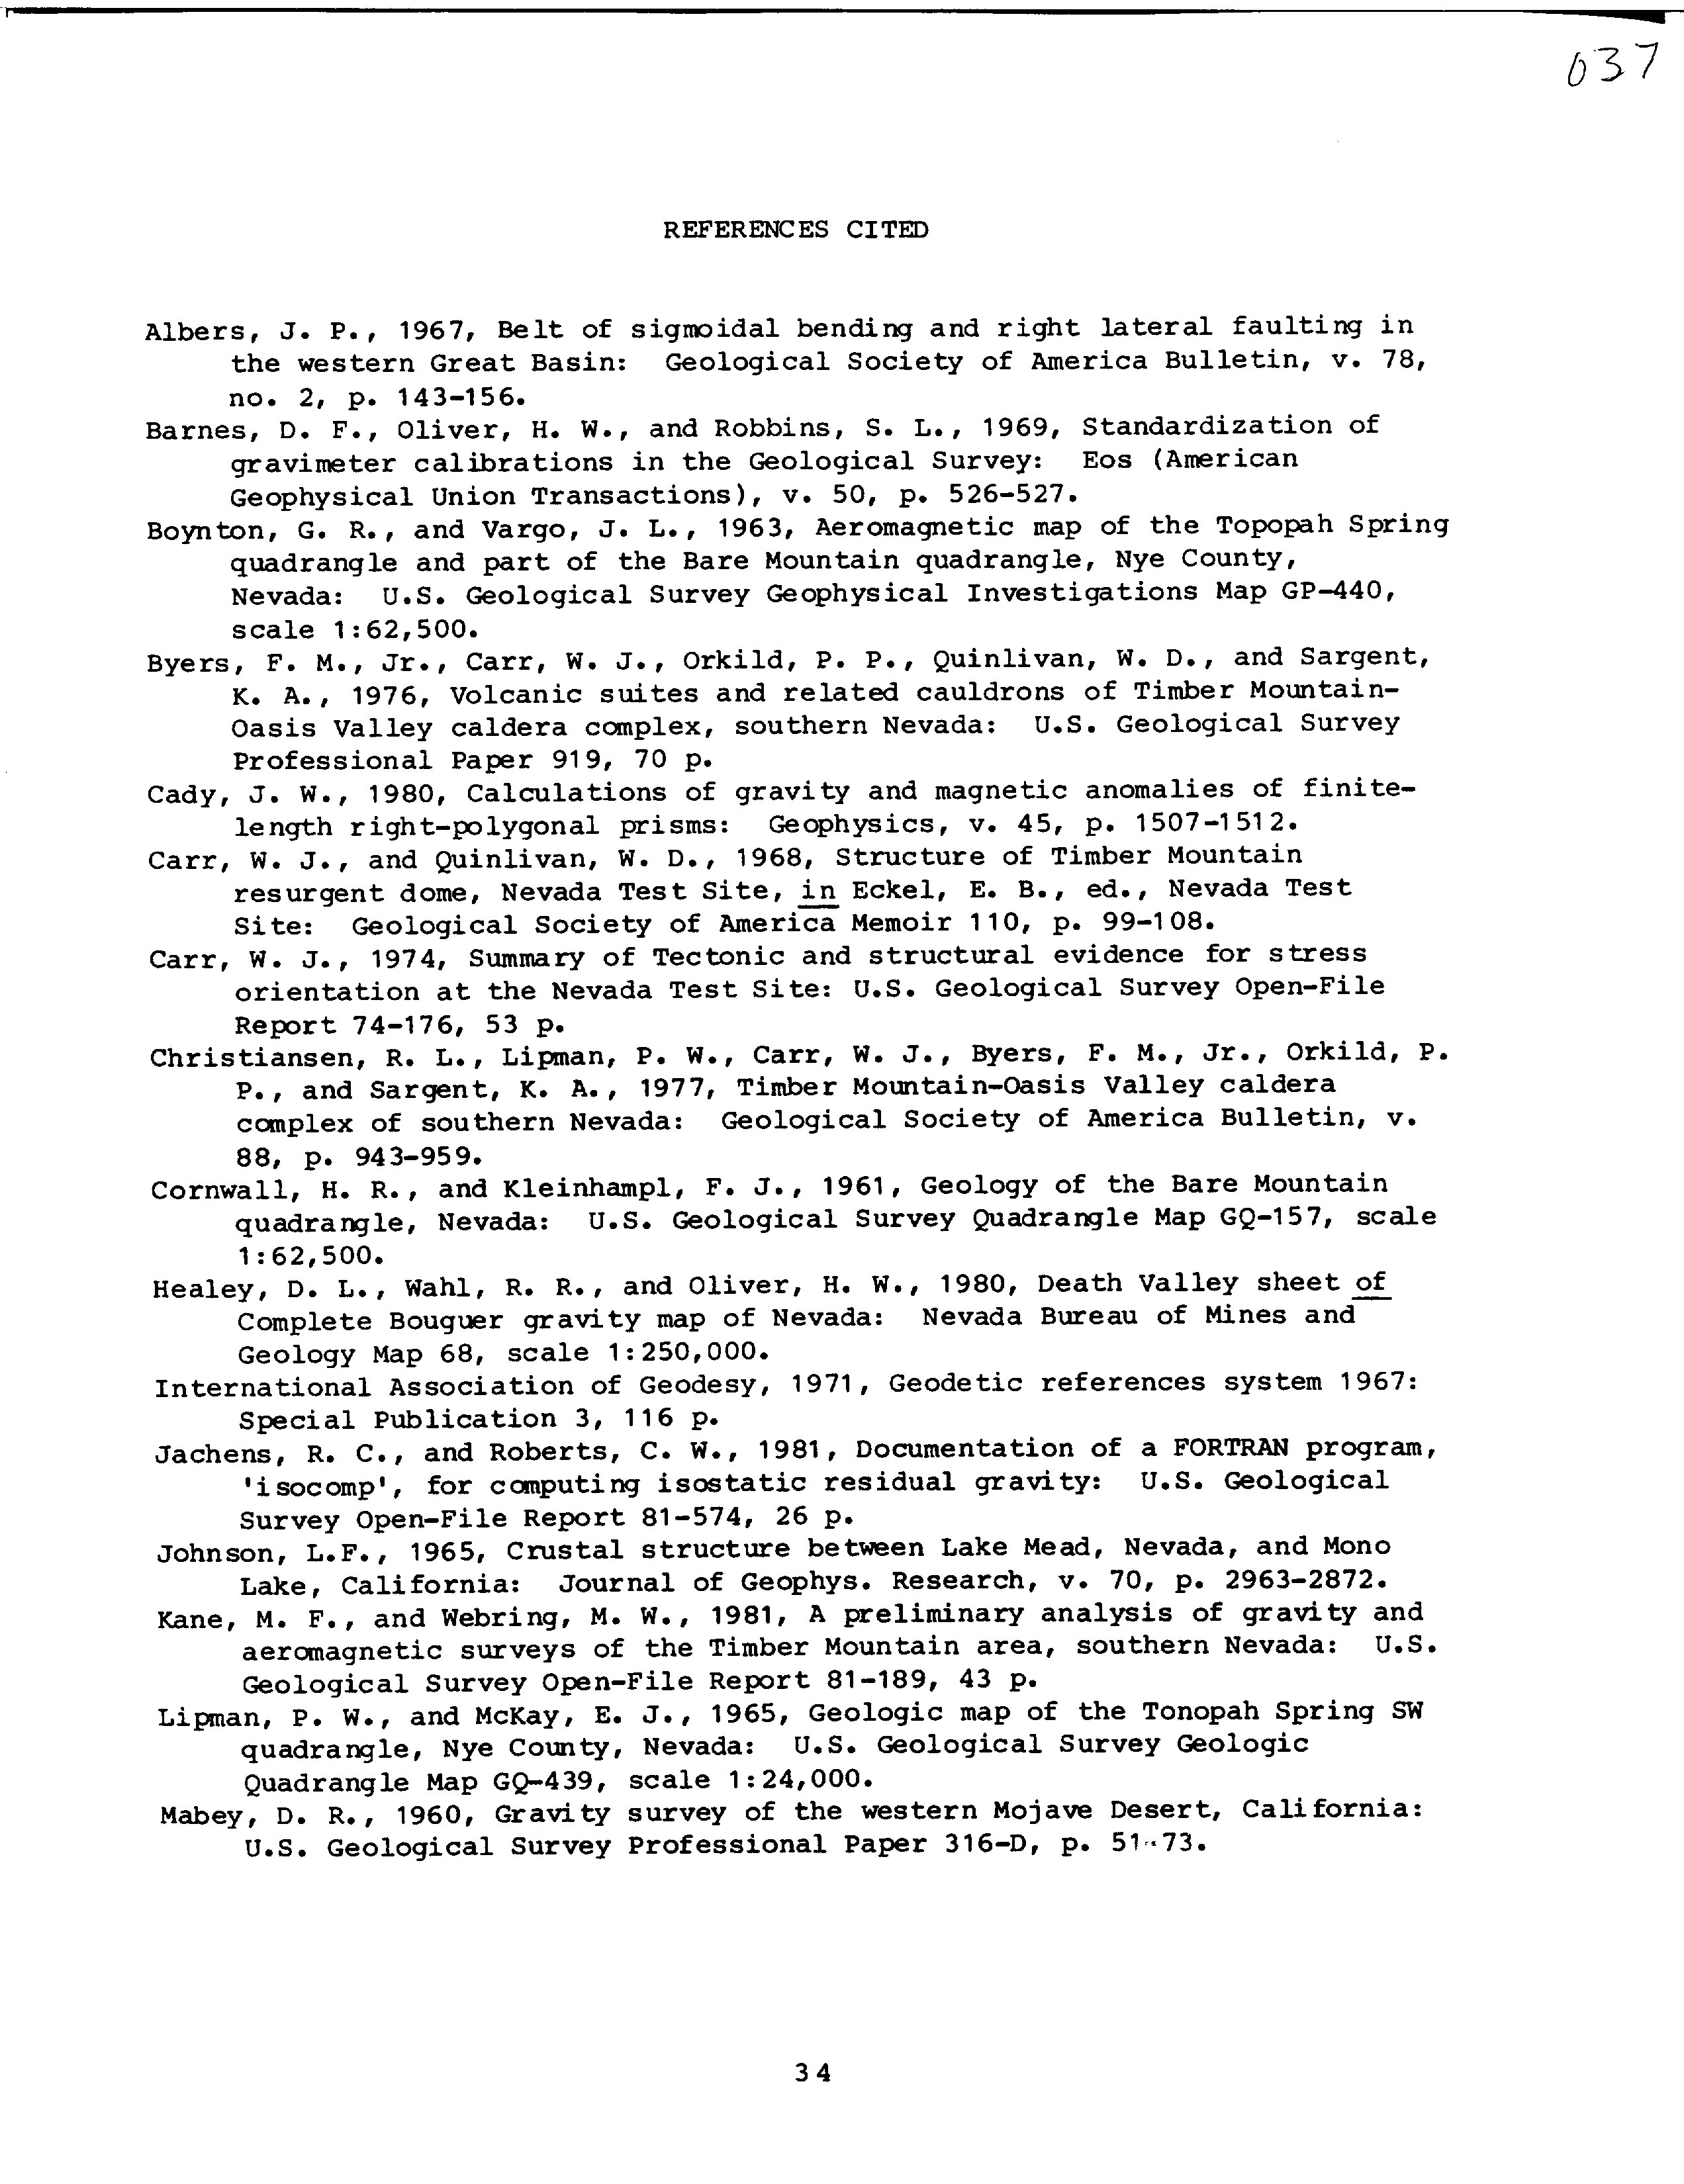 037
REFERENCES CITED
Albers, J. P., 1967, Belt of sigmoidal bending and right lateral faulting in
the western Great Basin: Geological Society of America Bulletin, v. 78,
no. 2, p. 143-156.
Barnes, D. F., Oliver, H. W., and Robbins, S. L., 1969, Standardization of
gravimeter calibrations in the Geological Survey: Eos (American
Geophysical Union Transactions), v. 50, p. 526-527.
Boynton, G. R., and Vargo, J. L., 1963, Aeromagnetic map of the Topopah Spring
quadrangle and part of the Bare Mountain quadrangle, Nye County,
Nevada: U.S. Geological Survey Geophysical Investigations Map GP-440,
scale 1:62,500.
Byers, F. M., Jr., Carr, W. J., Orkild, P. P., Quinlivan, W. D., and Sargent,
K. A., 1976, Volcanic suites and related cauldrons of Timber Mountain-
Oasis Valley caldera complex, southern Nevada: U.S. Geological Survey
Professional Paper 919, 70 p.
Cady, J. W., 1980, Calculations of gravity and magnetic anomalies of finite-
length right-polygonal prisms: Geophysics, v. 45, p. 1507-1512.
Carr, W. J., and Quinlivan, W. D., 1968, Structure of Timber Mountain
resurgent dome, Nevada Test Site, in Eckel, E. B., ed., Nevada Test
Site: Geological Society of America Memoir 110, p. 99-108.
Carr, W. J., 1974, Summary of Tectonic and structural evidence for stress
orientation at the Nevada Test Site: U.S. Geological Survey Open-File
Report 74-176, 53 p.
Christiansen, R. L., Lipman, P. W., Carr, W. J., Byers, F. M., Jr., Orkild, P.
P., and Sargent, K. A., 1977, Timber Mountain-Oasis Valley caldera
complex of southern Nevada: Geological Society of America Bulletin, v.
88, p. 943-959.
Cornwall, H. R., and Kleinhampl, F. J., 1961, Geology of the Bare Mountain
quadrangle, Nevada: U.S. Geological Survey Quadrangle Map GQ-157, scale
1:62,500.
Healey, D. L., Wahl, R. R., and Oliver, H. W., 1980, Death Valley sheet of
Complete Bouguer gravity map of Nevada: Nevada Bureau of Mines and
Geology Map 68, scale 1:250,000.
International Association of Geodesy, 1971, Geodetic references system 1967:
Special Publication 3, 116 p.
Jachens, R. C., and Roberts, C. W., 1981, Documentation of a FORTRAN program,
'isocomp', for computing isostatic residual gravity: U.S. Geological
Survey Open-File Report 81-574, 26 p.
Johnson, L.F., 1965, Crustal structure between Lake Mead, Nevada, and Mono
Lake, California: Journal of Geophys. Research, v. 70, p. 2963-2872.
Kane, M. F., and Webring, M. W., 1981, A preliminary analysis of gravity and
aeromagnetic surveys of the Timber Mountain area, southern Nevada: U.S.
Geological Survey Open-File Report 81-189, 43 p.
Lipman, P. W., and McKay, E. J., 1965, Geologic map of the Tonopah Spring SW
quadrangle, Nye County, Nevada: U.S. Geological Survey Geologic
Quadrangle Map GQ-439, scale 1:24,000.
Mabey, D. R., 1960, Gravity survey of the western Mojave Desert, California:
U.S. Geological Survey Professional Paper 316-D, p. 51-73.
34